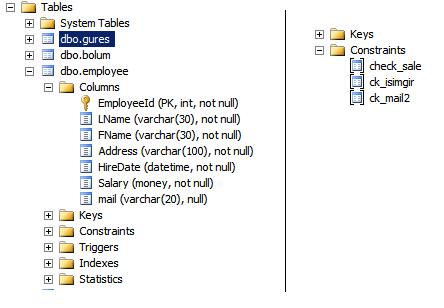 Tables
System Tables
dbo.gures
dbo.bolum
dbo.employee
Columns
EmployeeId (PK, int, not null)
LName (varchar(30), not null)
FName (varchar(30), not null)
Address (varchar(100), not null)
HireDate (datetime, not null)
Salary (money, not null)
mail (varchar(20), null)
Keys
Constraints
Triggers
Indexes
Statistics
Keys
Constraints
check_sale
ck_isimgir
ck_mail2